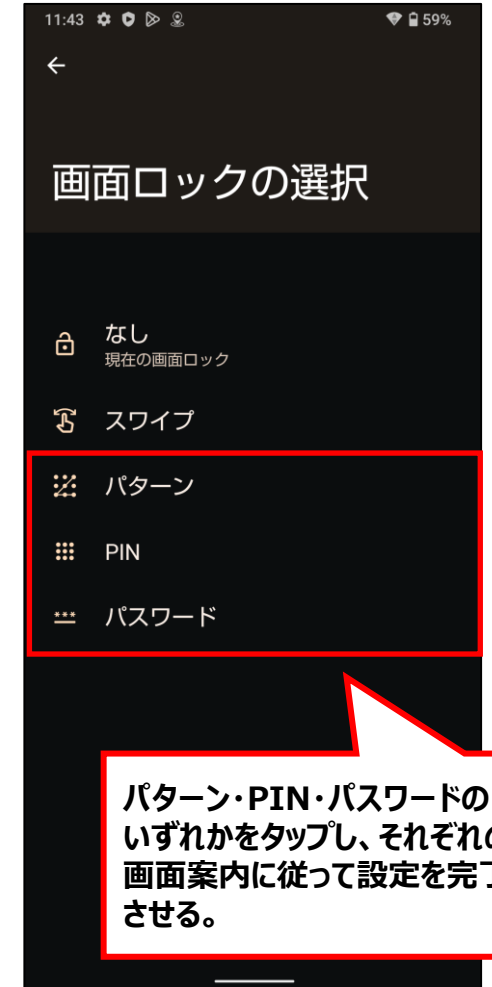 11:43 59%
画面ロックの選択
なし
現在の画面ロック
スワイプ
パターン
PIN
パスワード
パターン・PIN・パスワードの
いずれかをタップし、それぞれの
画面案内に従って設定を完了
させる。